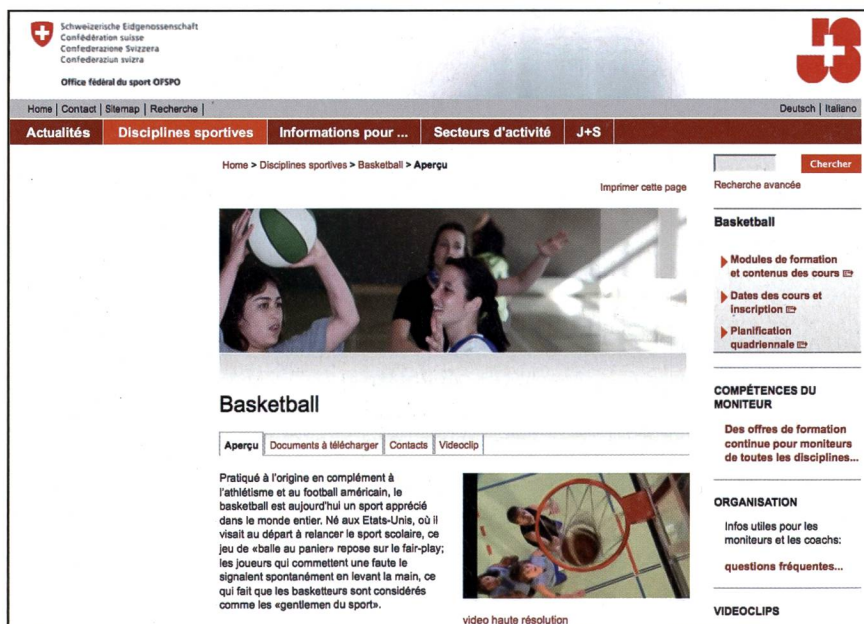 Schweizerische Eidgenossenschaft
Confédération suisse
Confederazione Svizzera
Confederaziun svizra
Office fédéral du sport OFSPO
Home | Contact | Sitemap | Recherche |
Deutsch | Italiano
Actualités
Disciplines sportives
Informations pour ...
Secteurs d'activité
J+S
Home > Disciplines sportives > Basketball > Aperçu
Chercher
Imprimer cette page
Recherche avancée
Basketball
Aperçu
Documents à télécharger
Contacts
Videoclip
Pratiqué à l'origine en complément à
l'athlétisme et au football américain, le
basketball est aujourd'hui un sport apprécié
dans le monde entier. Né aux Etats-Unis, où il
visait au départ à relancer le sport scolaire, ce
jeu de «balle au panier» repose sur le fair-play;
les joueurs qui commettent une faute le
signalent spontanément en levant la main, ce
qui fait que les basketteurs sont considérés
comme les «gentlemen du sport».
video haute résolution
Basketball
Modules de formation
et contenus des cours
Dates des cours et
inscription
Planification
quadriennale
COMPÉTENCES DU
MONITEUR
Des offres de formation
continue pour moniteurs
de toutes les disciplines...
ORGANISATION
Infos utiles pour les
moniteurs et les coachs:
questions fréquentes...
VIDEOCLIPS